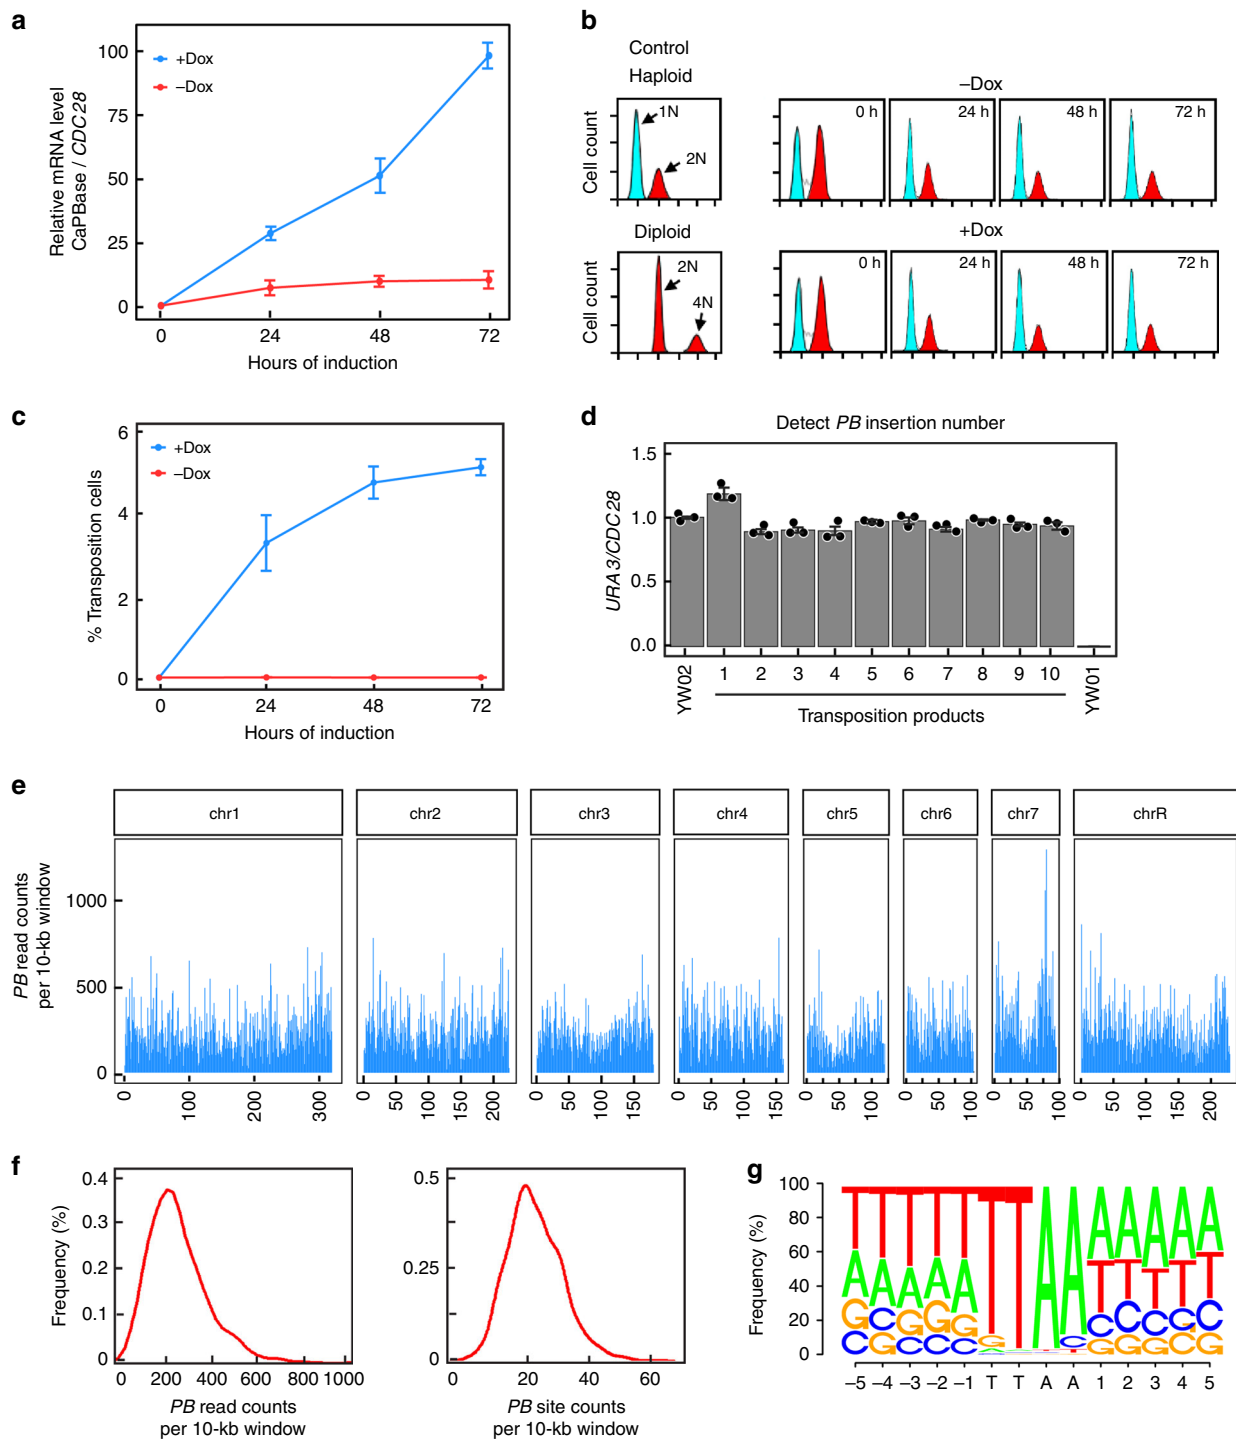 a
Relative mRNA level
CaPBase / CDC28
100
75
50
25
0
+Dox
–Dox
0 24 48 72
Hours of induction
b
Control
Haploid
–Dox
Cell count
1N
2N
0 h
24 h
48 h
72 h
Diploid
+Dox
Cell count
2N
4N
0 h
24 h
48 h
72 h
c
% Transposition cells
6
4
2
0
+Dox
–Dox
0 24 48 72
Hours of induction
d
Detect PB insertion number
URA3/CDC28
1.5
1.0
0.5
0.0
YW02 1 2 3 4 5 6 7 8 9 10 YW01
Transposition products
e
chr1 chr2 chr3 chr4 chr5 chr6 chr7 chrR
PB read counts
per 10-kb window
1000
500
0
0 100 200 300 0 50 100 150 200 0 50 100 150 0 50 100 150 0 50 100 0 50 100 0 50 100 0 50 100 150 200
f
Frequency (%)
0.4
0.3
0.2
0.1
0
0 200 400 600 800 1000
PB read counts
per 10-kb window
0.5
0.25
0
0 20 40 60
PB site counts
per 10-kb window
g
Frequency (%)
100
80
60
40
20
0
T T T T T T T A A A A A A A
A A A A A G T T T T T
G C G G G A C C C C C G C
C G C C C G G G C G
–5 –4 –3 –2 –1 T T A A 1 2 3 4 5